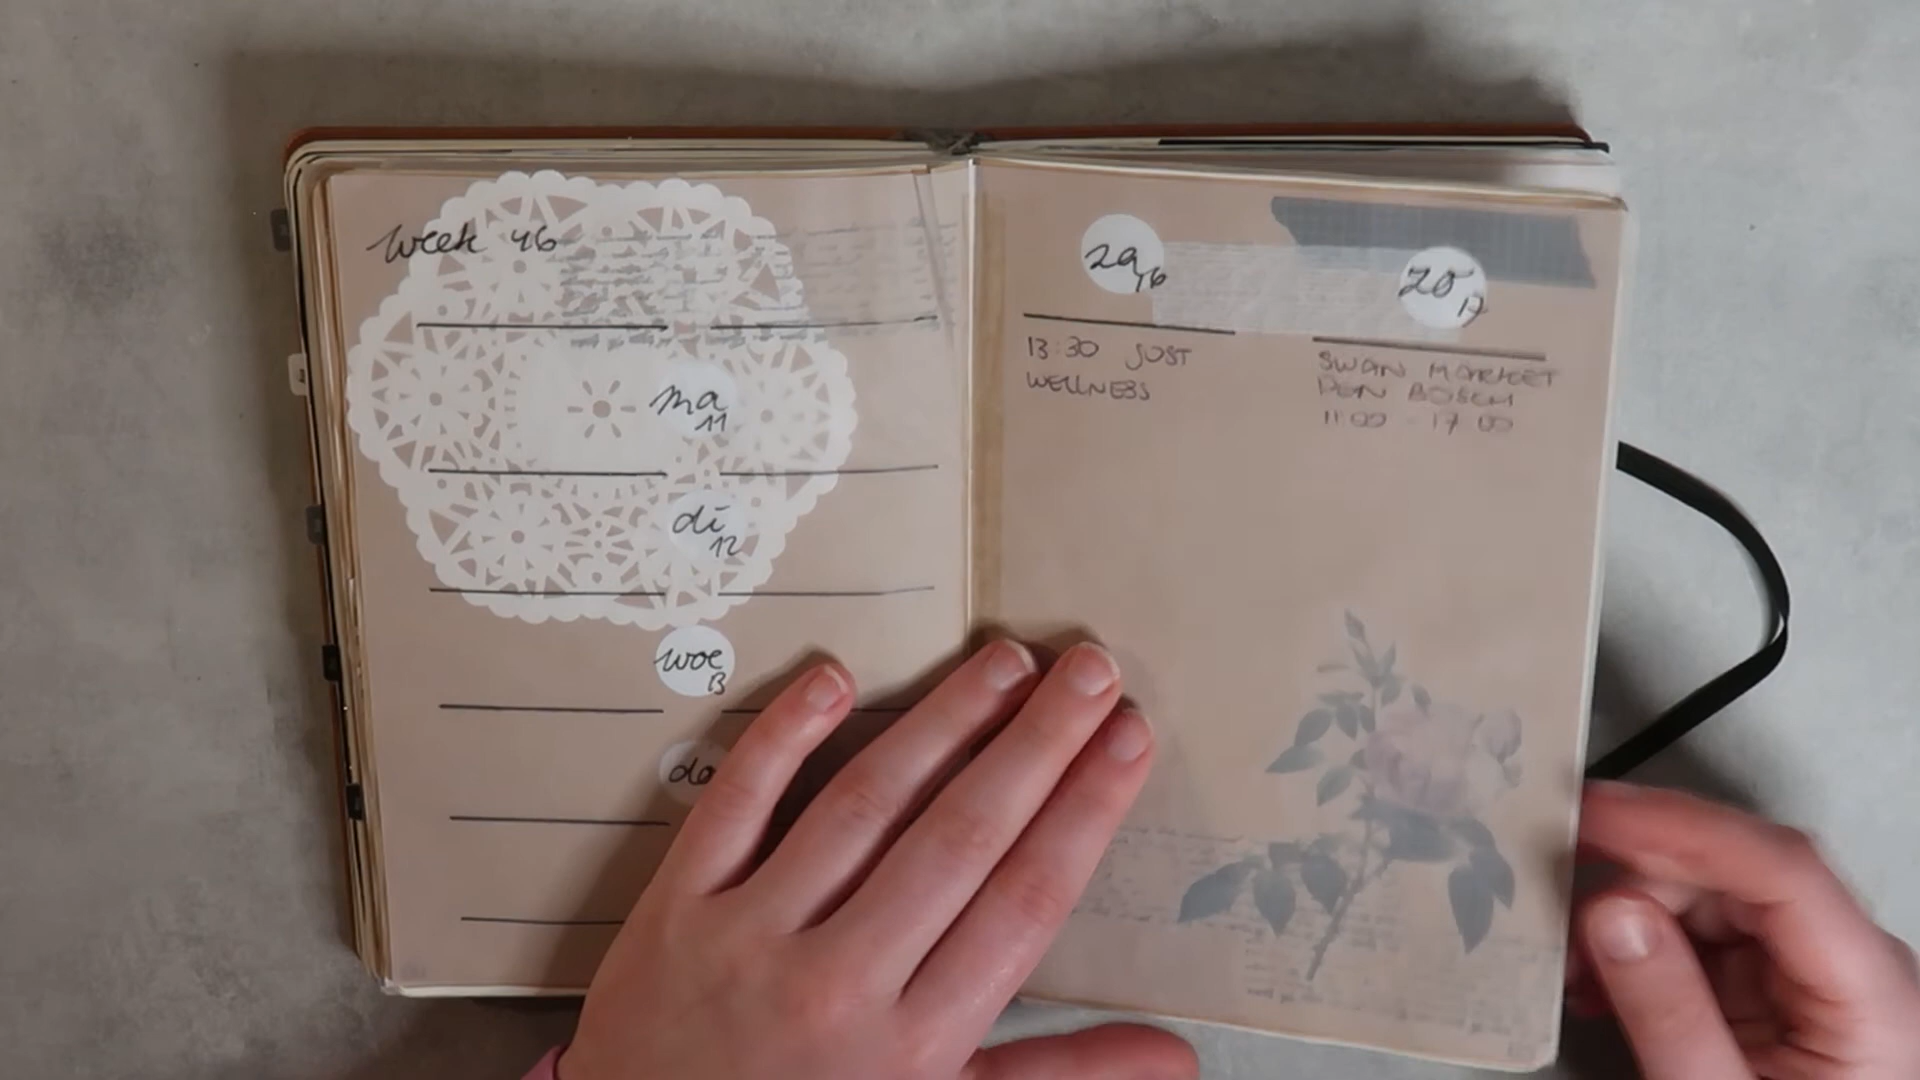 week 46
ma
11
di
12
woe
13
do
za
16
zo
17
13:30 JUST
WELLNESS
SWAN MARKET
DEN BOSCH
11:00 - 17:00